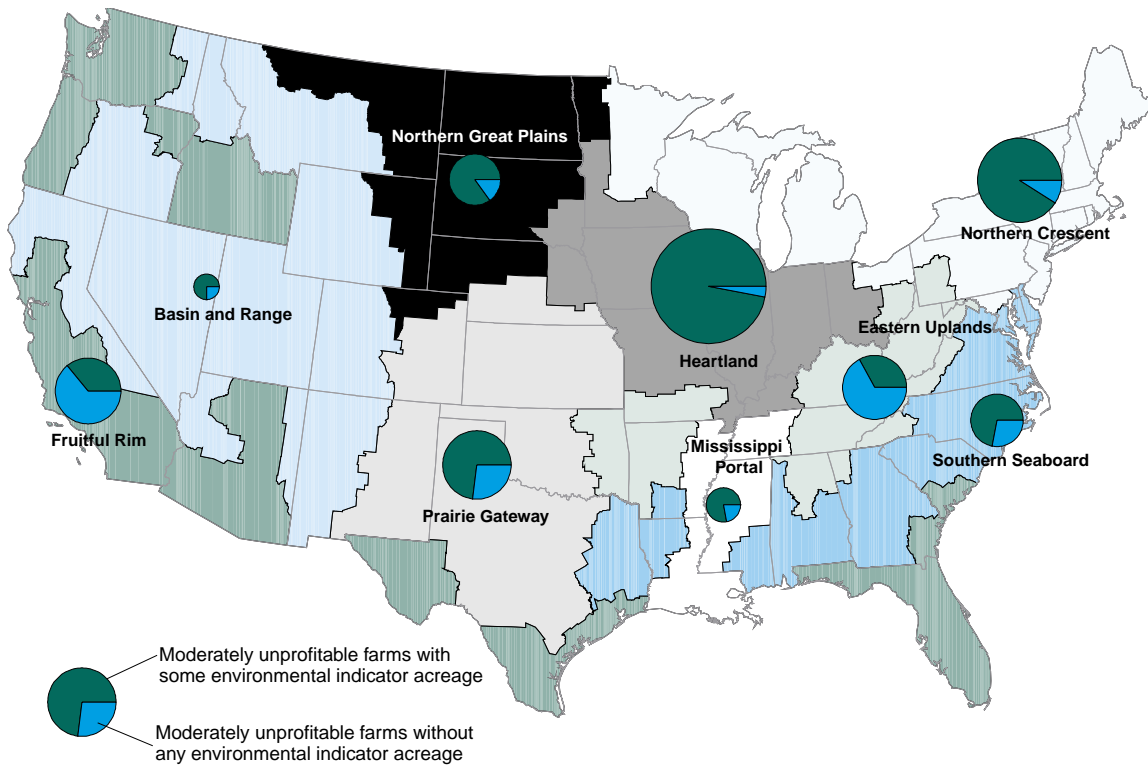 Northern Great Plains
Northern Crescent
Basin and Range
Heartland
Eastern Uplands
Fruitful Rim
Mississippi
Portal
Southern Seaboard
Prairie Gateway
Moderately unprofitable farms with
some environmental indicator acreage
Moderately unprofitable farms without
any environmental indicator acreage